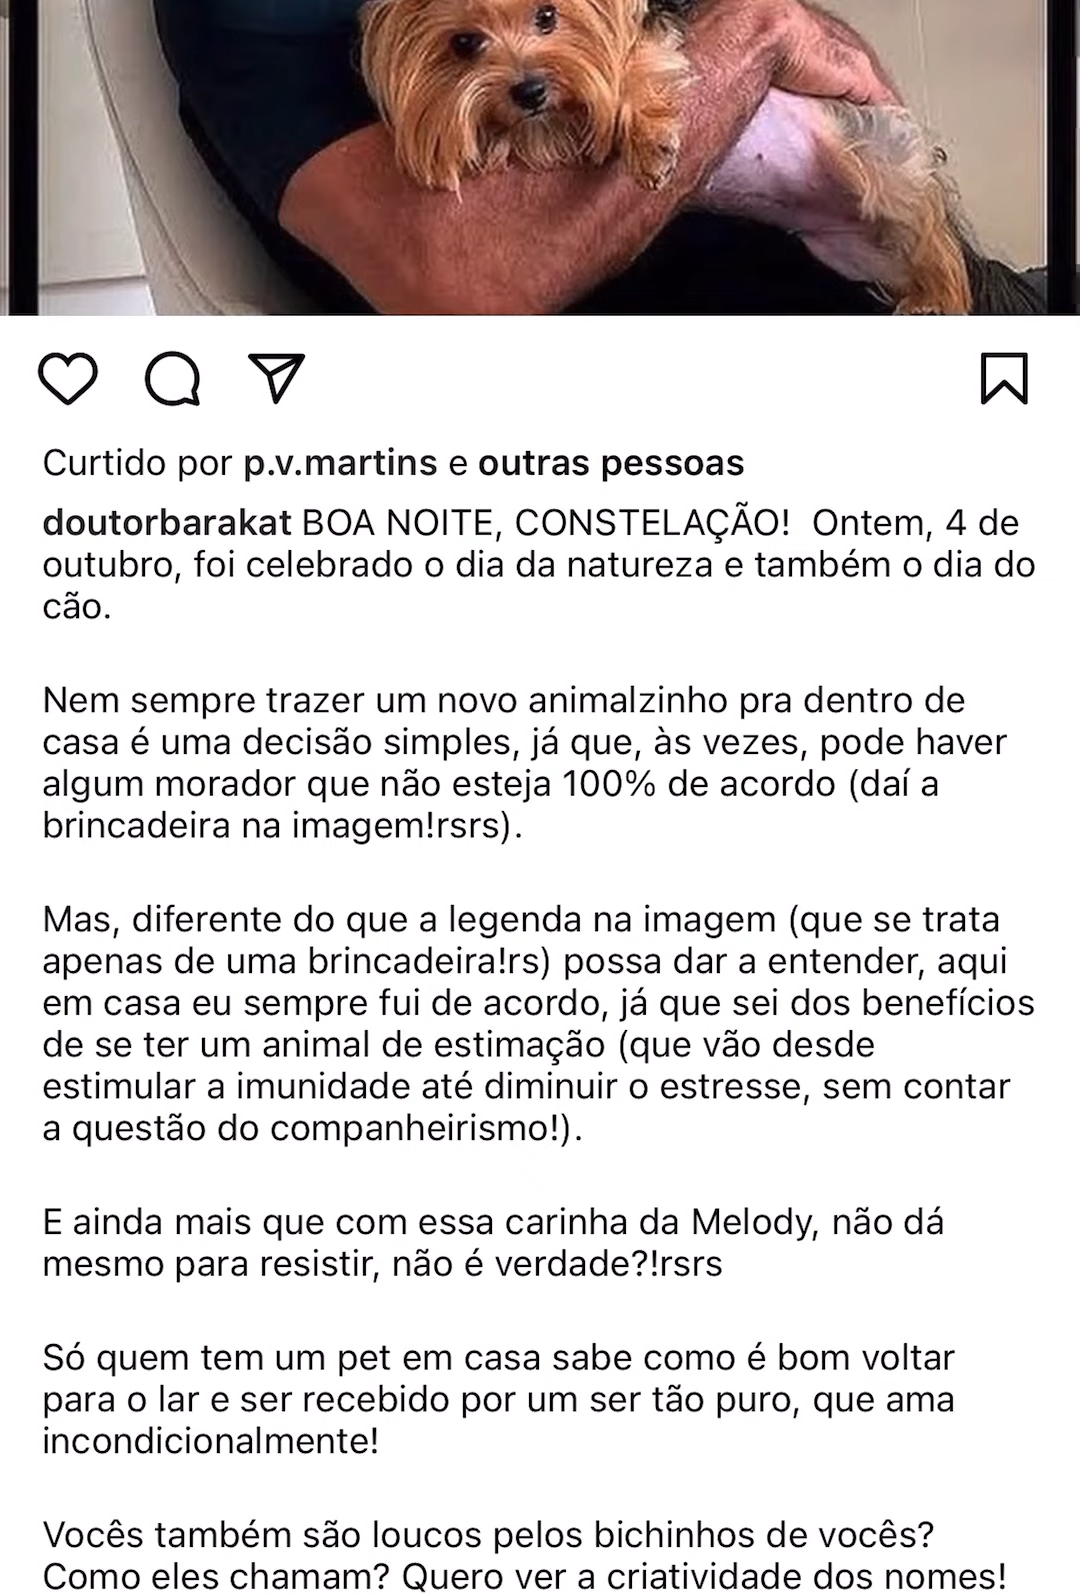 Curtido por p.v.martins e outras pessoas
doutorbarakat BOA NOITE, CONSTELAÇÃO!  Ontem, 4 de
outubro, foi celebrado o dia da natureza e também o dia do
cão.
Nem sempre trazer um novo animalzinho pra dentro de
casa é uma decisão simples, já que, às vezes, pode haver
algum morador que não esteja 100% de acordo (daí a
brincadeira na imagem!rsrs).
Mas, diferente do que a legenda na imagem (que se trata
apenas de uma brincadeira!rs) possa dar a entender, aqui
em casa eu sempre fui de acordo, já que sei dos benefícios
de se ter um animal de estimação (que vão desde
estimular a imunidade até diminuir o estresse, sem contar
a questão do companheirismo!).
E ainda mais que com essa carinha da Melody, não dá
mesmo para resistir, não é verdade?!rsrs
Só quem tem um pet em casa sabe como é bom voltar
para o lar e ser recebido por um ser tão puro, que ama
incondicionalmente!
Vocês também são loucos pelos bichinhos de vocês?
Como eles chamam? Quero ver a criatividade dos nomes!